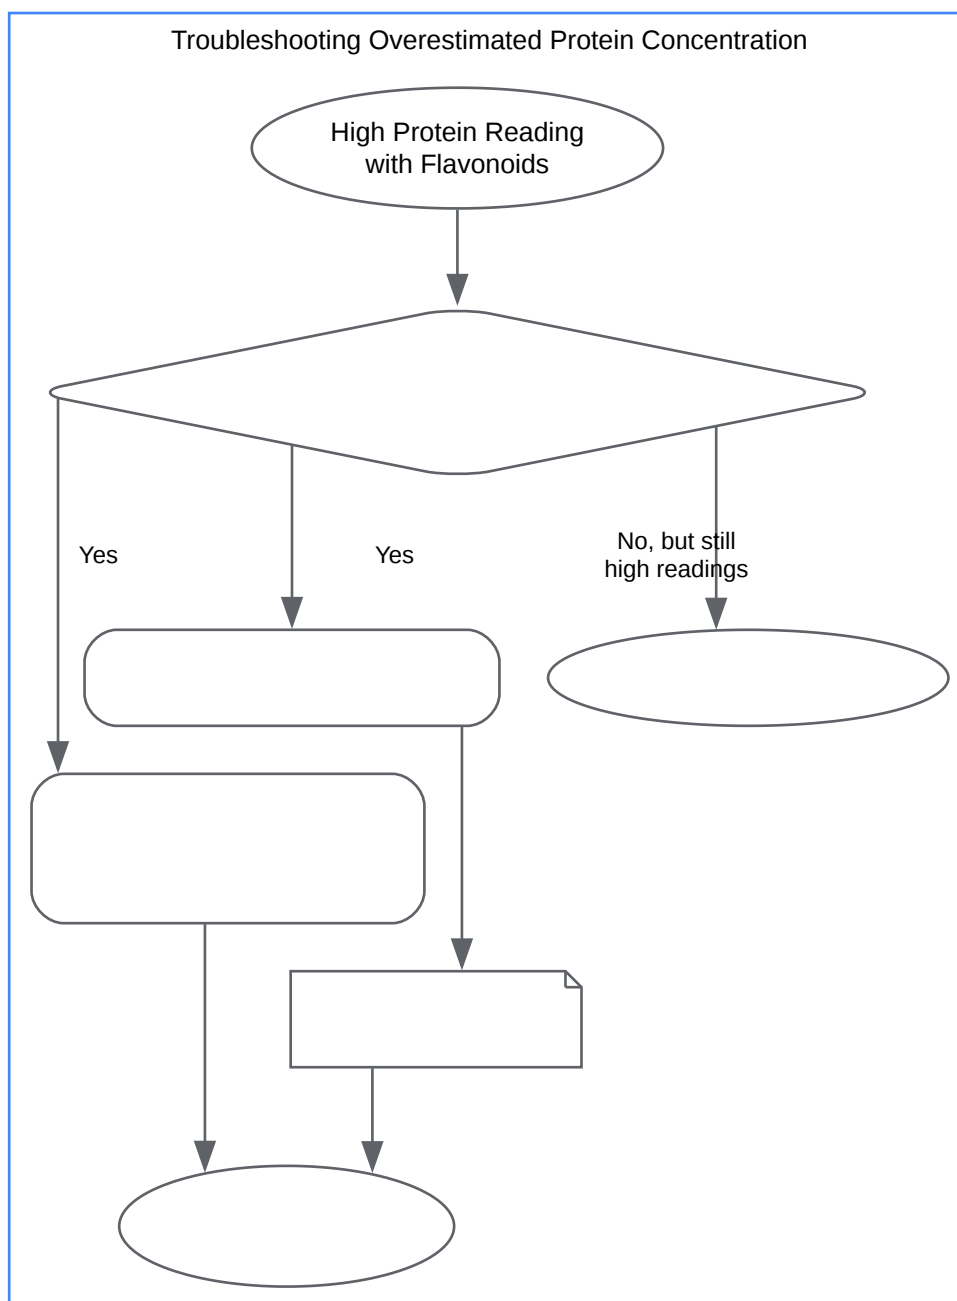 Troubleshooting Overestimated Protein Concentration
High Protein Reading
with Flavonoids
Yes
Yes
No, but still
high readings